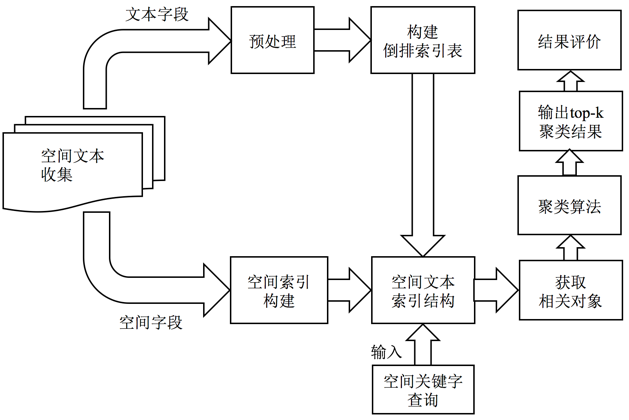 文本字段
预处理
构建
倒排索引表
结果评价
输出top-k
聚类结果
空间文本
收集
聚类算法
空间索引
构建
空间文本
索引结构
获取
相关对象
空间字段
输入
空间关键字
查询